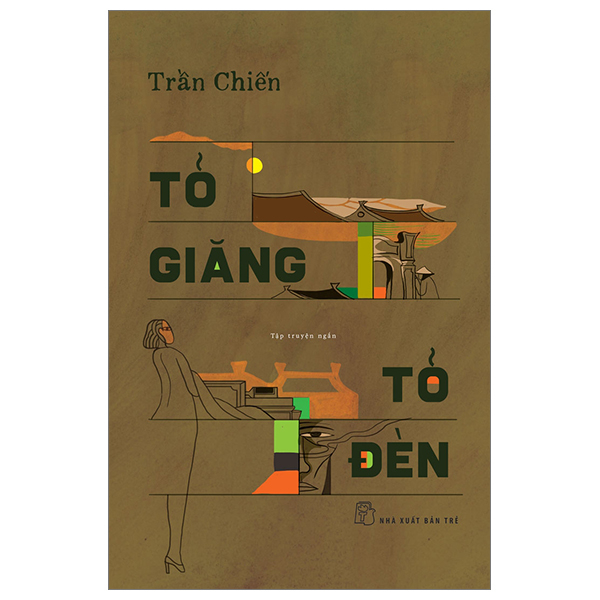 Trần Chiến
TỎ
GIĂNG
Tập truyện ngắn
TỎ
ĐÈN
NHÀ XUẤT BẢN TRẺ